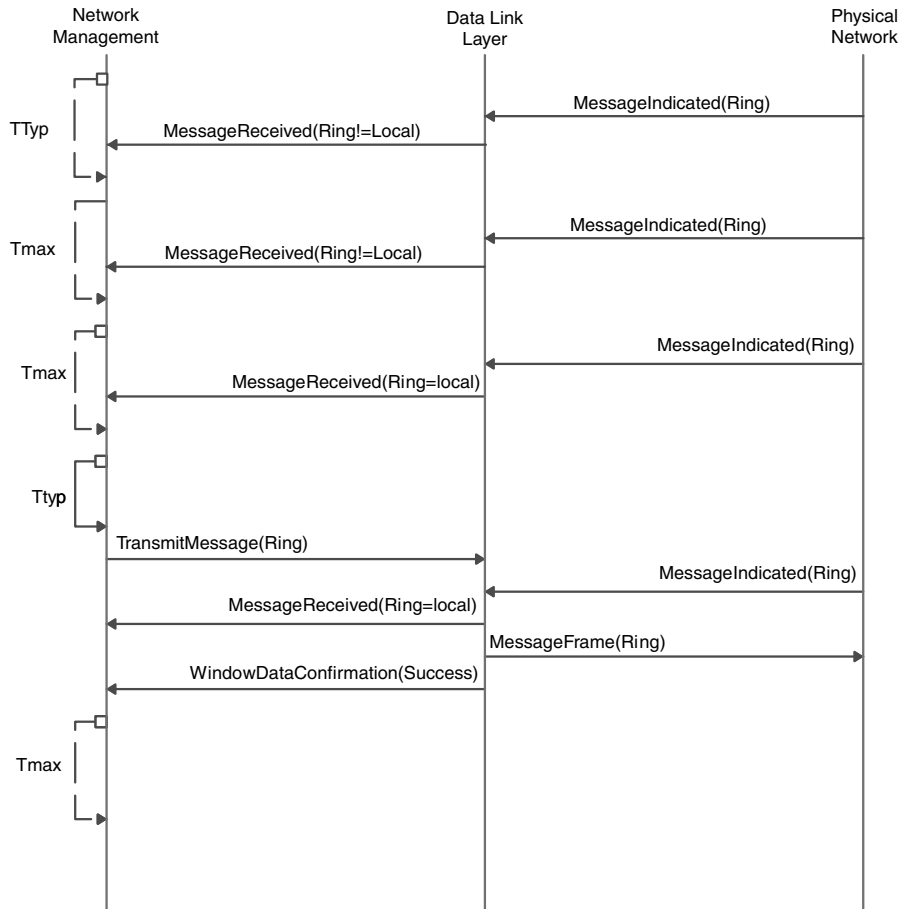 Network
Management
Data Link
Layer
Physical
Network
TTyp
MessageIndicated(Ring)
MessageReceived(Ring!=Local)
Tmax
MessageIndicated(Ring)
MessageReceived(Ring!=Local)
Tmax
MessageIndicated(Ring)
MessageReceived(Ring=local)
Ttyp
TransmitMessage(Ring)
MessageIndicated(Ring)
MessageReceived(Ring=local)
MessageFrame(Ring)
WindowDataConfirmation(Success)
Tmax